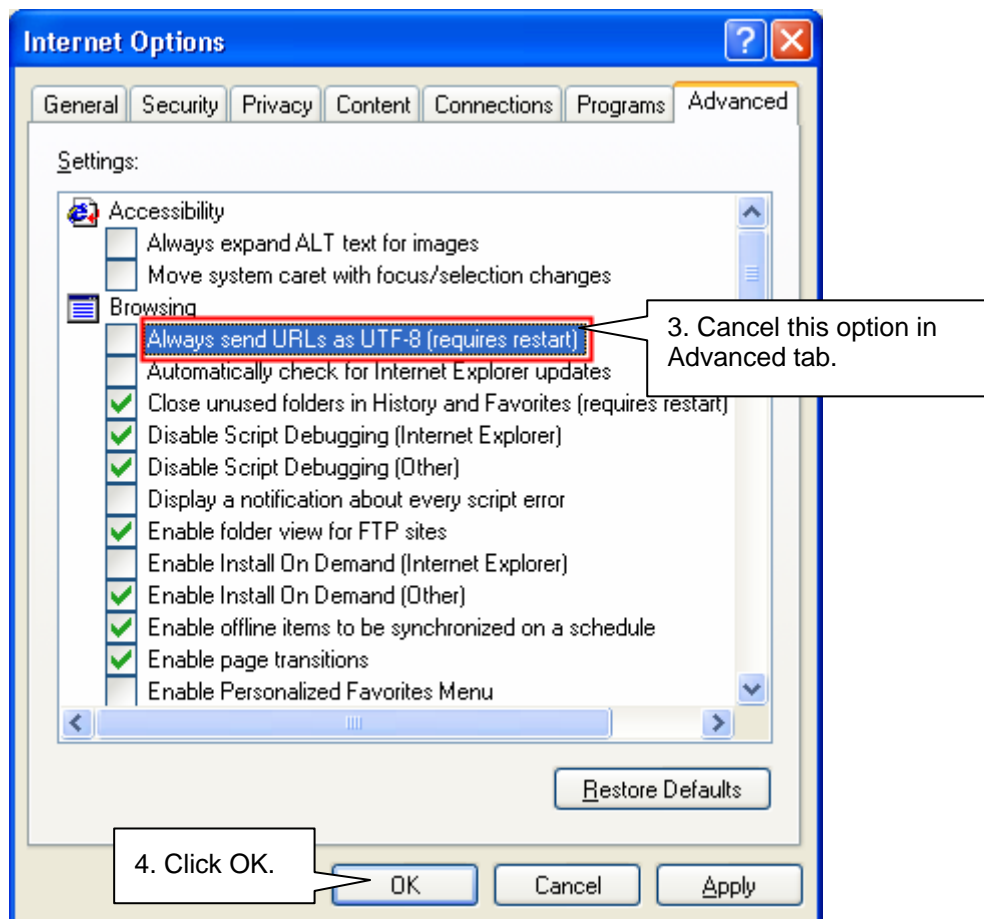 Internet Options
General Security Privacy Content Connections Programs Advanced
Settings:
Accessibility
Always expand ALT text for images
Move system caret with focus/selection changes
Browsing
Always send URLs as UTF-8 (requires restart)
3. Cancel this option in
Advanced tab.
Automatically check for Internet Explorer updates
Close unused folders in History and Favorites (requires restart)
Disable Script Debugging (Internet Explorer)
Disable Script Debugging (Other)
Display a notification about every script error
Enable folder view for FTP sites
Enable Install On Demand (Internet Explorer)
Enable Install On Demand (Other)
Enable offline items to be synchronized on a schedule
Enable page transitions
Enable Personalized Favorites Menu
Restore Defaults
4. Click OK.
OK Cancel Apply